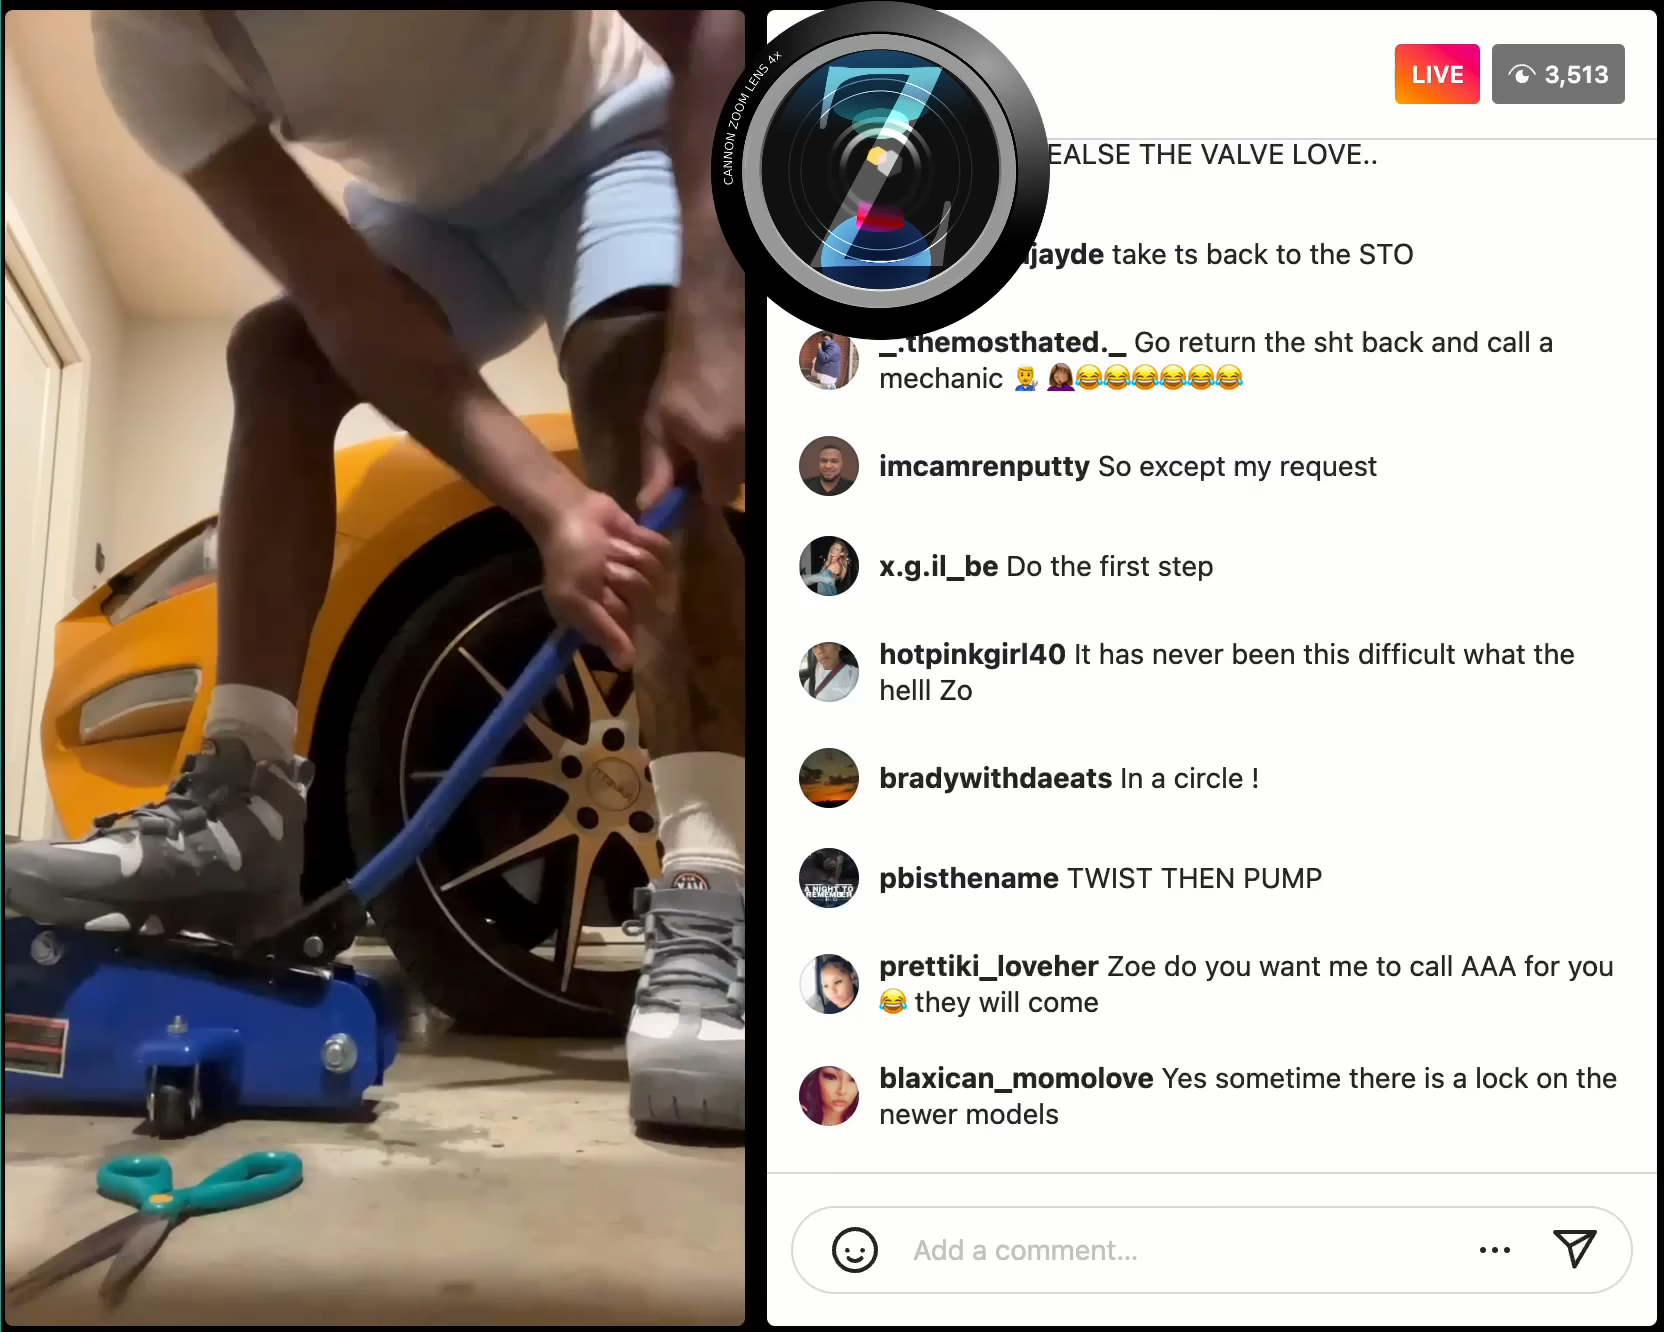 CANNON ZOOM LENS 4x
Z
LIVE
3,513
EALSE THE VALVE LOVE..
jayde take ts back to the STO
_.themosthated._ Go return the sht back and call a
mechanic 👨‍🔧 🤦🏾‍♀️😂😂😂😂😂😂
imcamrenputty So except my request
x.g.il_be Do the first step
hotpinkgirl40 It has never been this difficult what the
helll Zo
bradywithdaeats In a circle !
A NIGHT TO
REMEMBER
pbisthename TWIST THEN PUMP
prettiki_loveher Zoe do you want me to call AAA for you
😂 they will come
blaxican_momolove Yes sometime there is a lock on the
newer models
Add a comment...